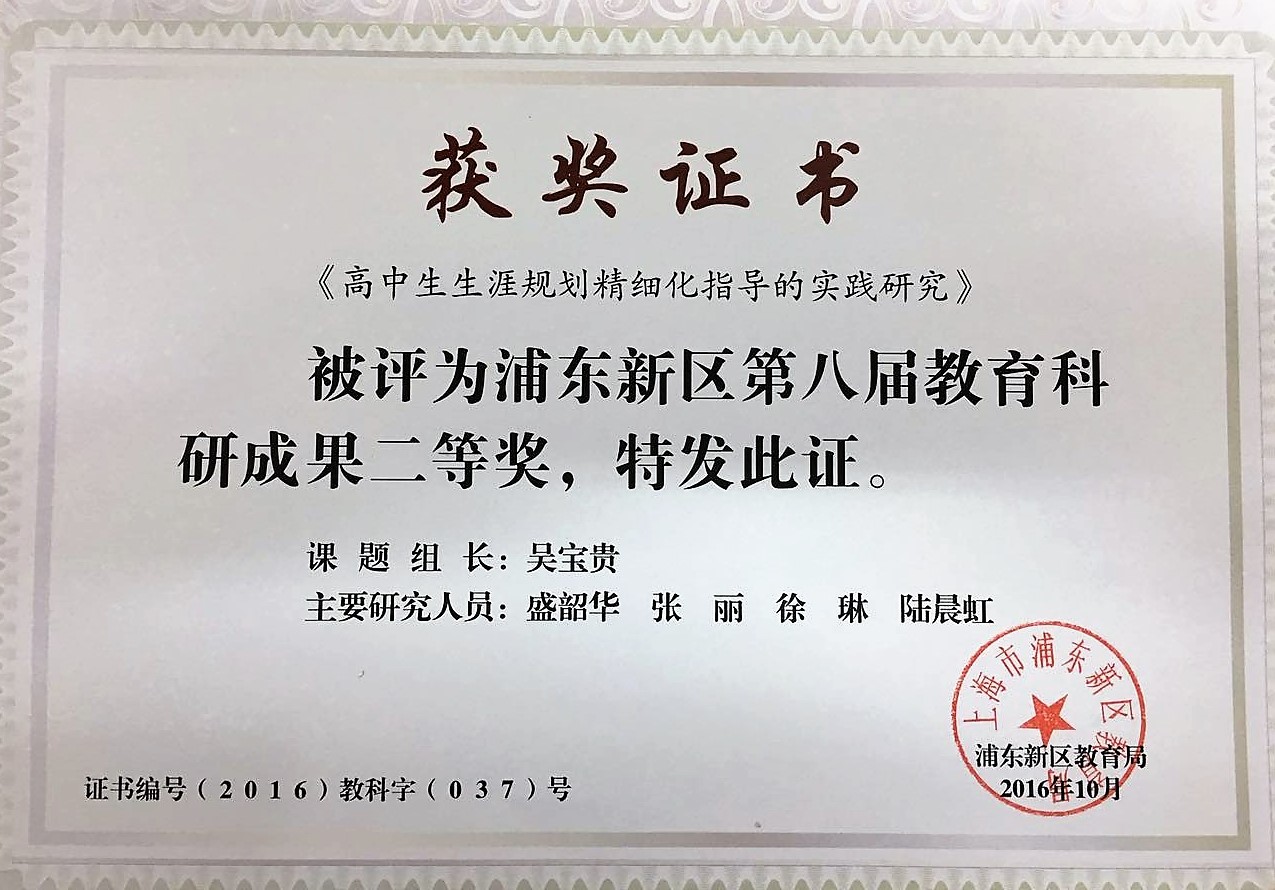 获奖证书
《高中生生涯规划精细化指导的实践研究》
被评为浦东新区第八届教育科
研成果二等奖，特发此证。
课题组长：吴宝贵
主要研究人员：盛韶华 张丽 徐琳 陆晨虹
上海市浦东新区教育局
浦东新区教育局
2016年10月
证书编号（2016）教科字（037）号